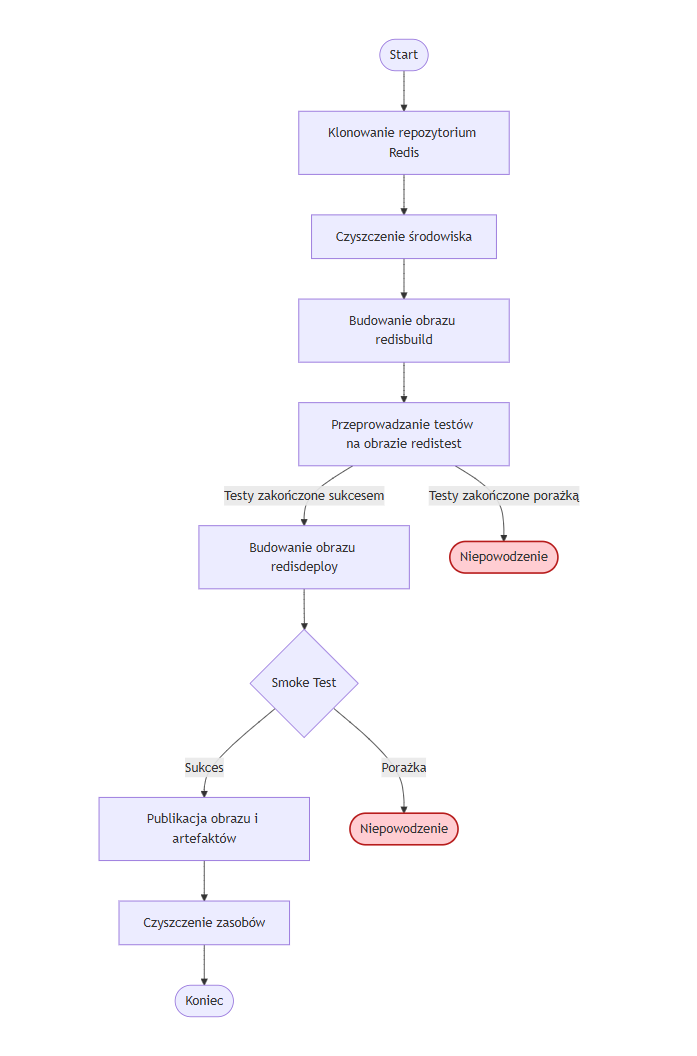 Start
Klonowanie repozytorium
Redis
Czyszczenie środowiska
Budowanie obrazu
redisbuild
Przeprowadzanie testów
na obrazie redistest
Testy zakończone sukcesem
Testy zakończone porażką
Budowanie obrazu
redisdeploy
Niepowodzenie
Smoke Test
Sukces
Porażka
Publikacja obrazu i
artefaktów
Niepowodzenie
Czyszczenie zasobów
Koniec